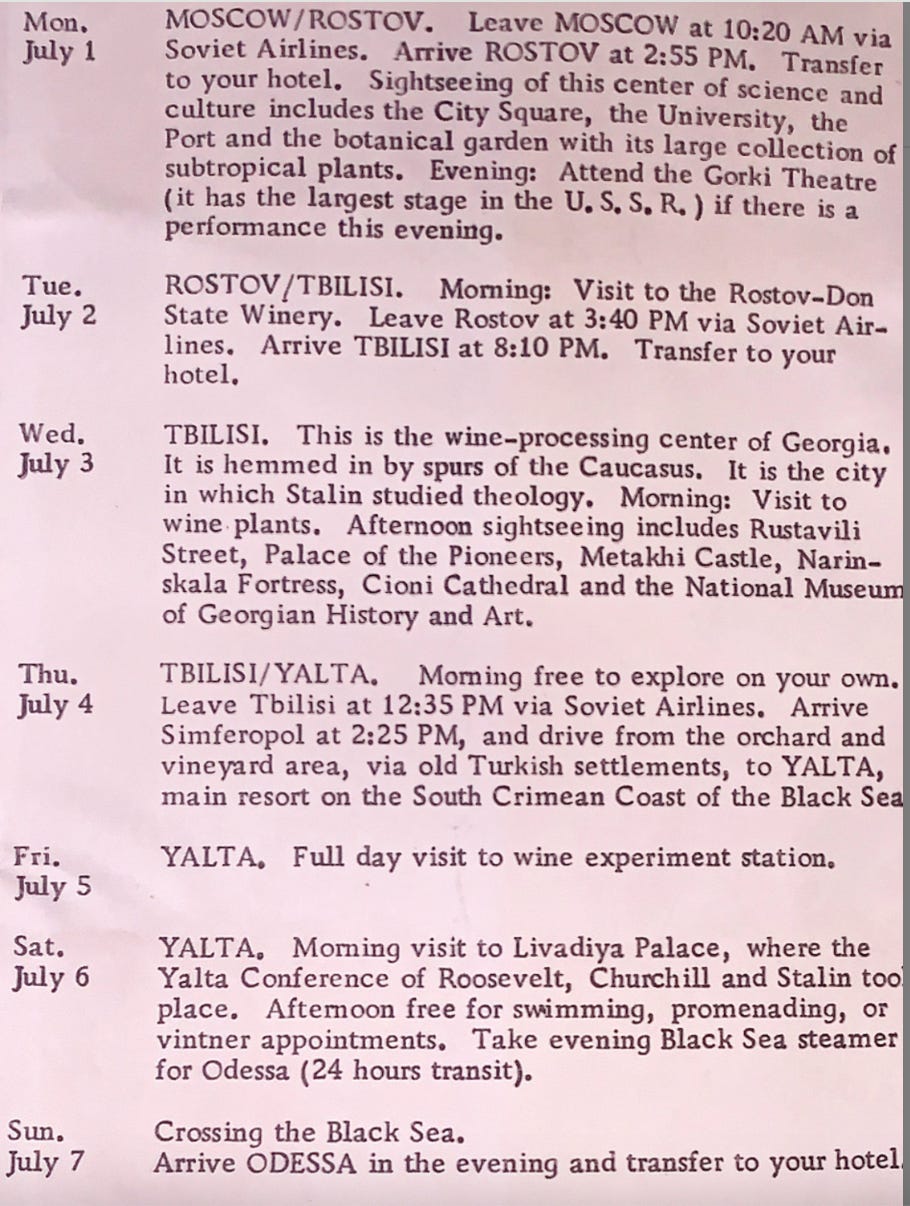 Mon. MOSCOW/ROSTOV. Leave MOSCOW at 10:20 AM via
July 1 Soviet Airlines. Arrive ROSTOV at 2:55 PM. Transfer
to your hotel. Sightseeing of this center of science and
culture includes the City Square, the University, the
Port and the botanical garden with its large collection of
subtropical plants. Evening: Attend the Gorki Theatre
(it has the largest stage in the U.S.S.R.) if there is a
performance this evening.
Tue. ROSTOV/TBILISI. Morning: Visit to the Rostov-Don
July 2 State Winery. Leave Rostov at 3:40 PM via Soviet Air-
lines. Arrive TBILISI at 8:10 PM. Transfer to your
hotel.
Wed. TBILISI. This is the wine-processing center of Georgia.
July 3 It is hemmed in by spurs of the Caucasus. It is the city
in which Stalin studied theology. Morning: Visit to
wine plants. Afternoon sightseeing includes Rustavili
Street, Palace of the Pioneers, Metakhi Castle, Narin-
skala Fortress, Cioni Cathedral and the National Museum
of Georgian History and Art.
Thu. TBILISI/YALTA. Morning free to explore on your own.
July 4 Leave Tbilisi at 12:35 PM via Soviet Airlines. Arrive
Simferopol at 2:25 PM, and drive from the orchard and
vineyard area, via old Turkish settlements, to YALTA,
main resort on the South Crimean Coast of the Black Sea
Fri. YALTA. Full day visit to wine experiment station.
July 5
Sat. YALTA. Morning visit to Livadiya Palace, where the
July 6 Yalta Conference of Roosevelt, Churchill and Stalin too
place. Afternoon free for swimming, promenading, or
vintner appointments. Take evening Black Sea steamer
for Odessa (24 hours transit).
Sun. Crossing the Black Sea.
July 7 Arrive ODESSA in the evening and transfer to your hotel.